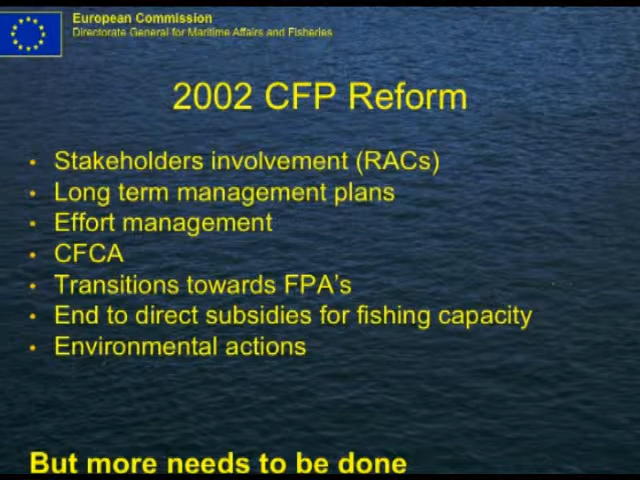 European Commission
Directorate General for Maritime Affairs and Fisheries
2002 CFP Reform
• Stakeholders involvement (RACs)
• Long term management plans
• Effort management
• CFCA
• Transitions towards FPA's
• End to direct subsidies for fishing capacity
• Environmental actions
But more needs to be done